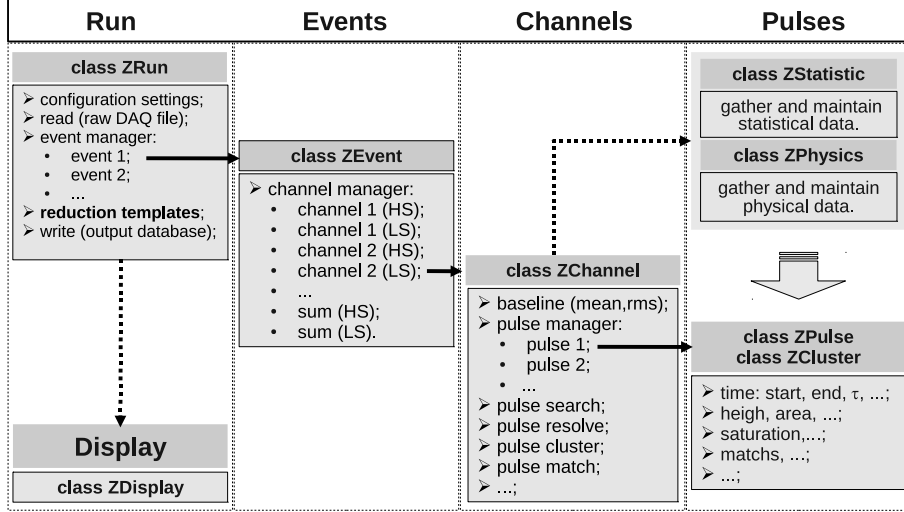 Run
Events
Channels
Pulses
class ZRun
➢ configuration settings;
➢ read (raw DAQ file);
➢ event manager:
• event 1;
• event 2;
• ...
➢ reduction templates;
➢ write (output database);
Display
class ZDisplay
class ZEvent
➢ channel manager:
• channel 1 (HS);
• channel 1 (LS);
• channel 2 (HS);
• channel 2 (LS);
• ...
• sum (HS);
• sum (LS).
class ZChannel
➢ baseline (mean,rms);
➢ pulse manager:
• pulse 1;
• pulse 2;
• ...
➢ pulse search;
➢ pulse resolve;
➢ pulse cluster;
➢ pulse match;
➢ ...;
class ZStatistic
gather and maintain
statistical data.
class ZPhysics
gather and maintain
physical data.
class ZPulse
class ZCluster
➢ time: start, end, τ, ...;
➢ heigh, area, ...;
➢ saturation,...;
➢ matchs, ...;
➢ ...;